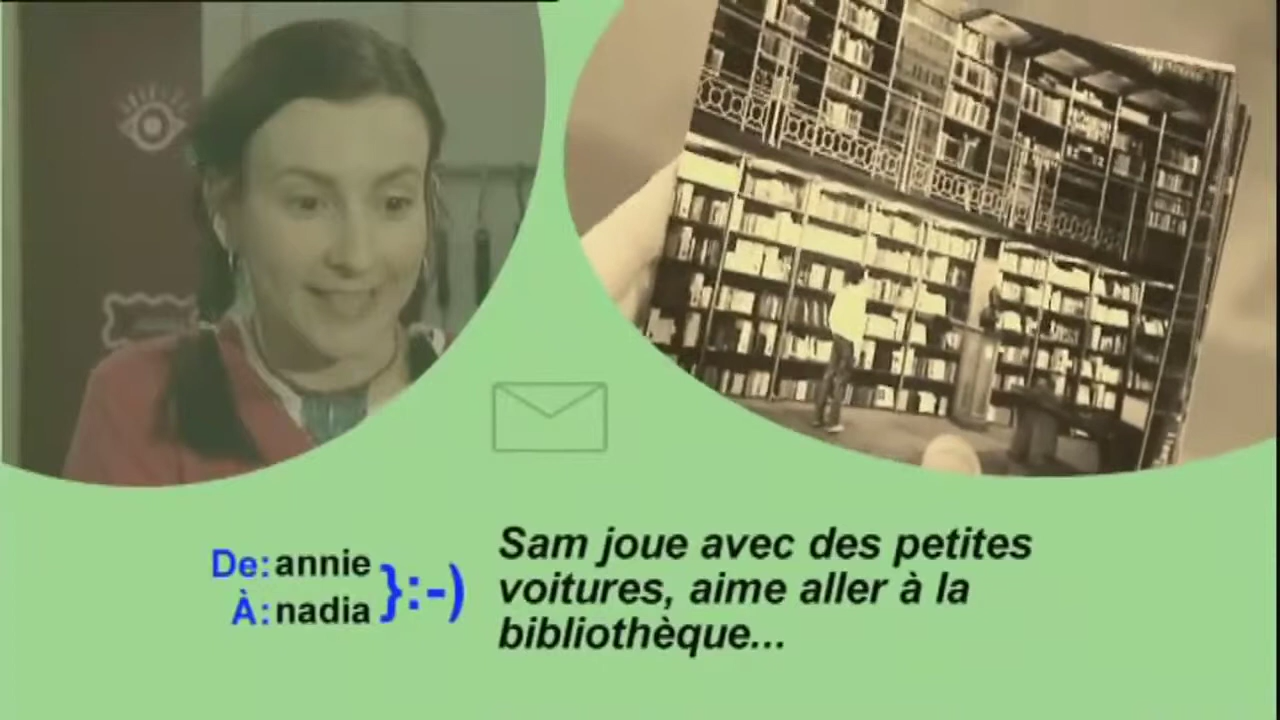 De: annie
À: nadia
}:-)
Sam joue avec des petites
voitures, aime aller à la
bibliothèque...